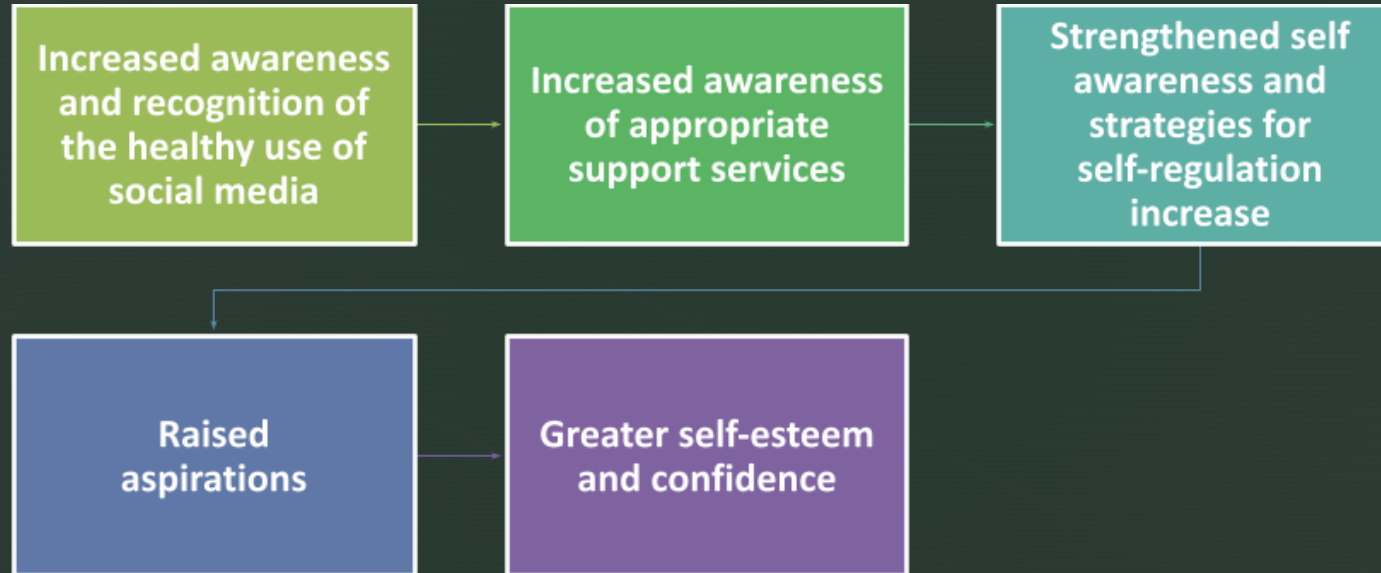 Increased awareness
and recognition of
the healthy use of
social media
Increased awareness
of appropriate
support services
Strengthened self
awareness and
strategies for
self-regulation
increase
Raised
aspirations
Greater self-esteem
and confidence